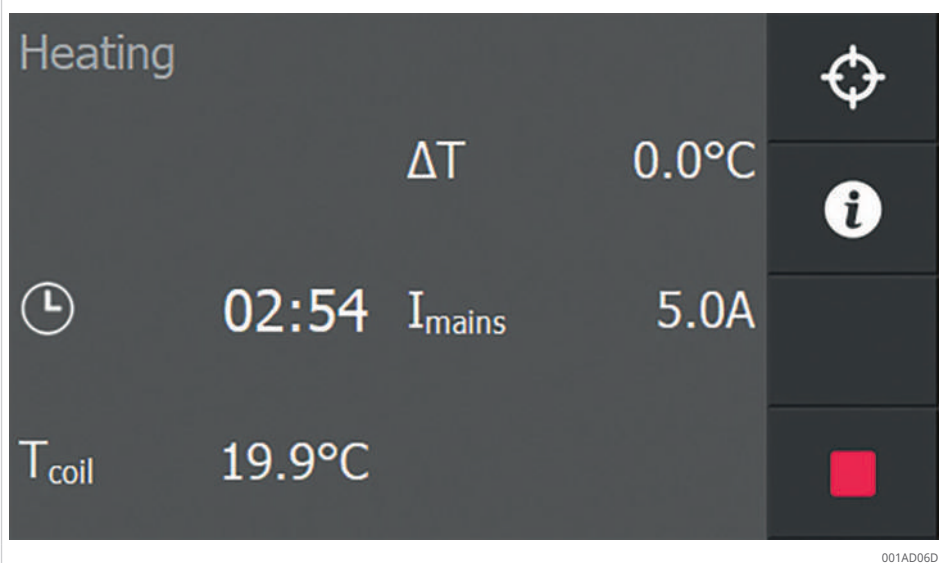 Heating
ΔT 0.0°C
02:54 Imains 5.0A
Tcoil 19.9°C
001AD06D